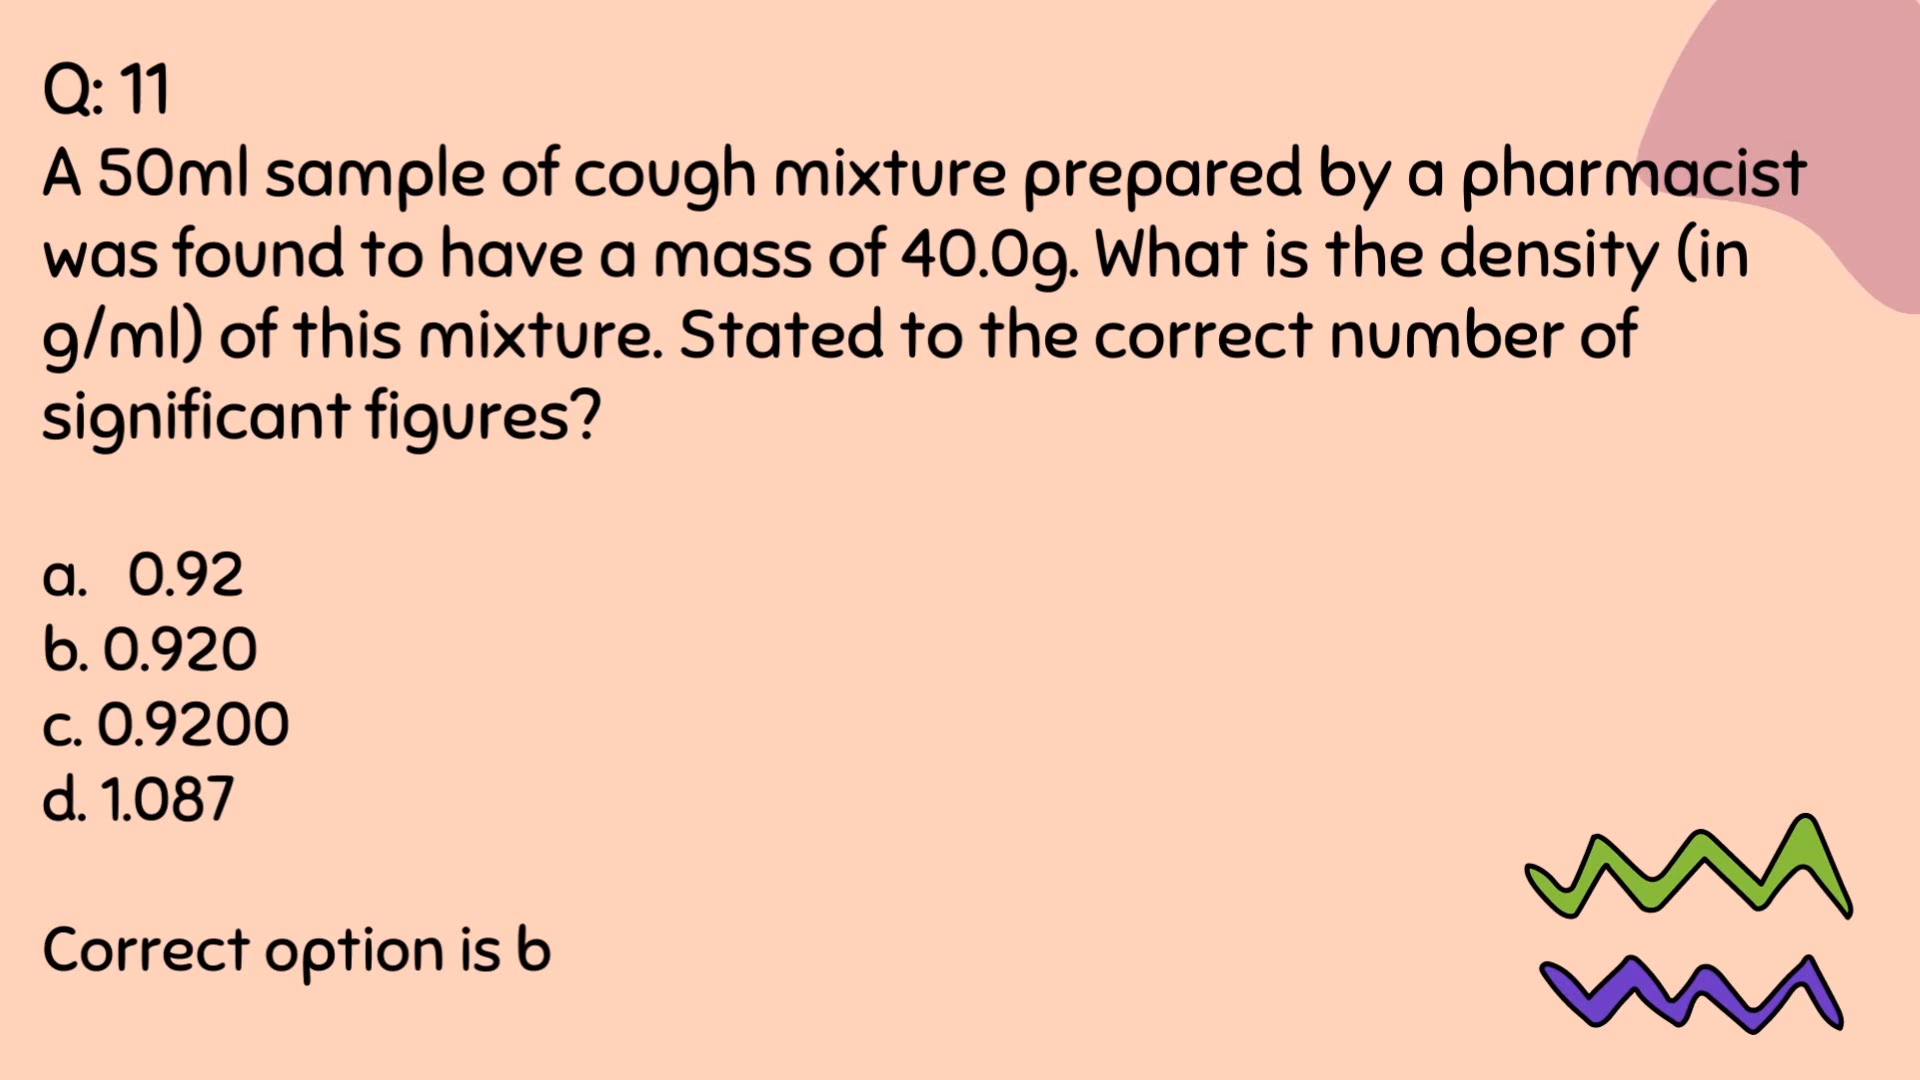 Q: 11
A 50ml sample of cough mixture prepared by a pharmacist
was found to have a mass of 40.0g. What is the density (in
g/ml) of this mixture. Stated to the correct number of
significant figures?
a. 0.92
b. 0.920
c. 0.9200
d. 1.087
Correct option is b